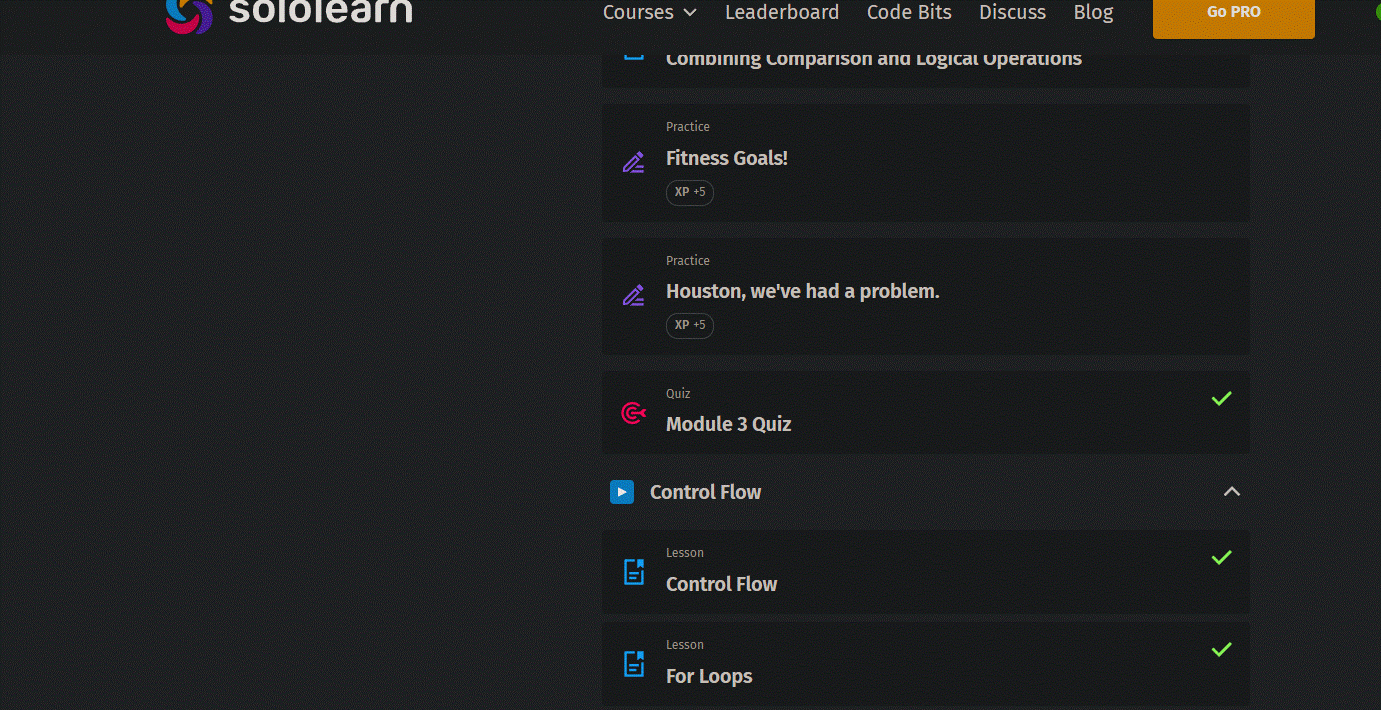 sololearn
Courses Leaderboard Code Bits Discuss Blog Go PRO
Combining Comparison and Logical Operations
Practice
Fitness Goals!
XP +5
Practice
Houston, we've had a problem.
XP +5
Quiz
Module 3 Quiz
Control Flow
Lesson
Control Flow
Lesson
For Loops